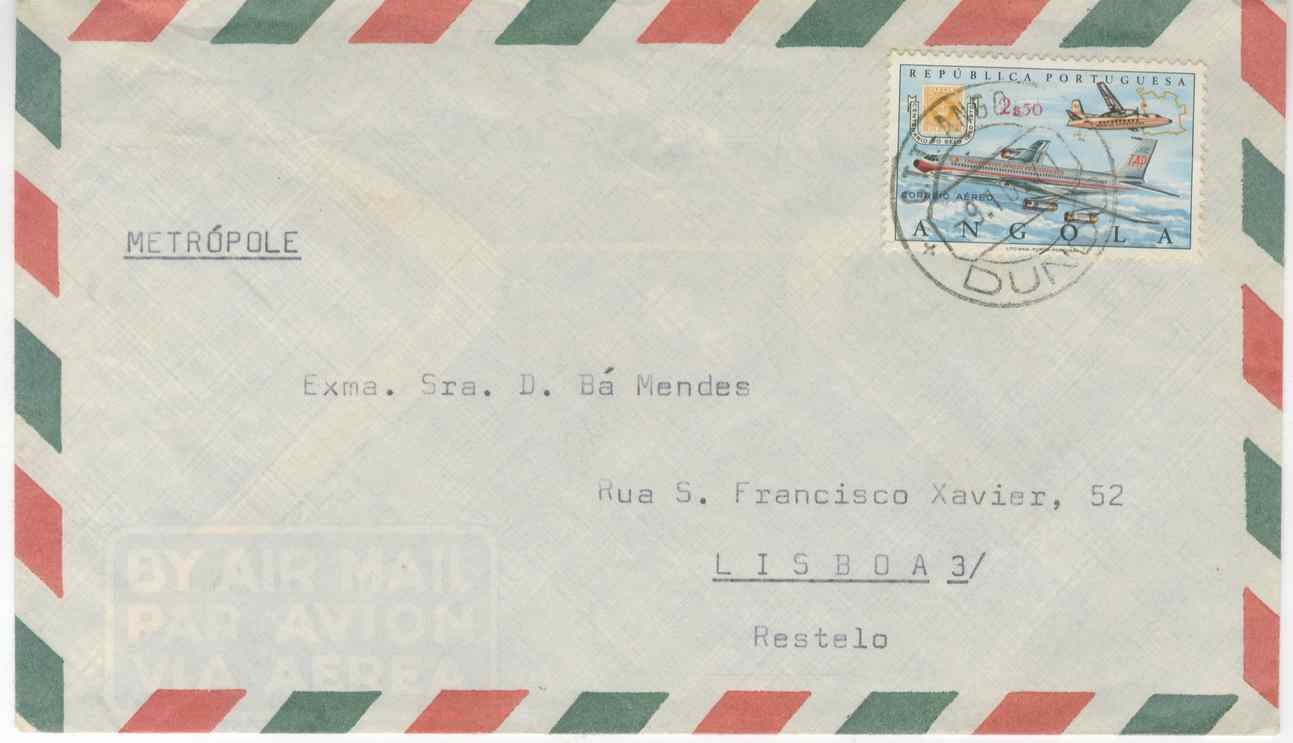 REPÚBLICA PORTUGUESA
2$50
TAP
CORREIO AÉREO
ANGOLA
METRÓPOLE
Exma. Sra. D. Bá Mendes
Rua S. Francisco Xavier, 52
LISBOA 3/
Restelo
BY AIR MAIL
PAR AVION
VIA AEREA